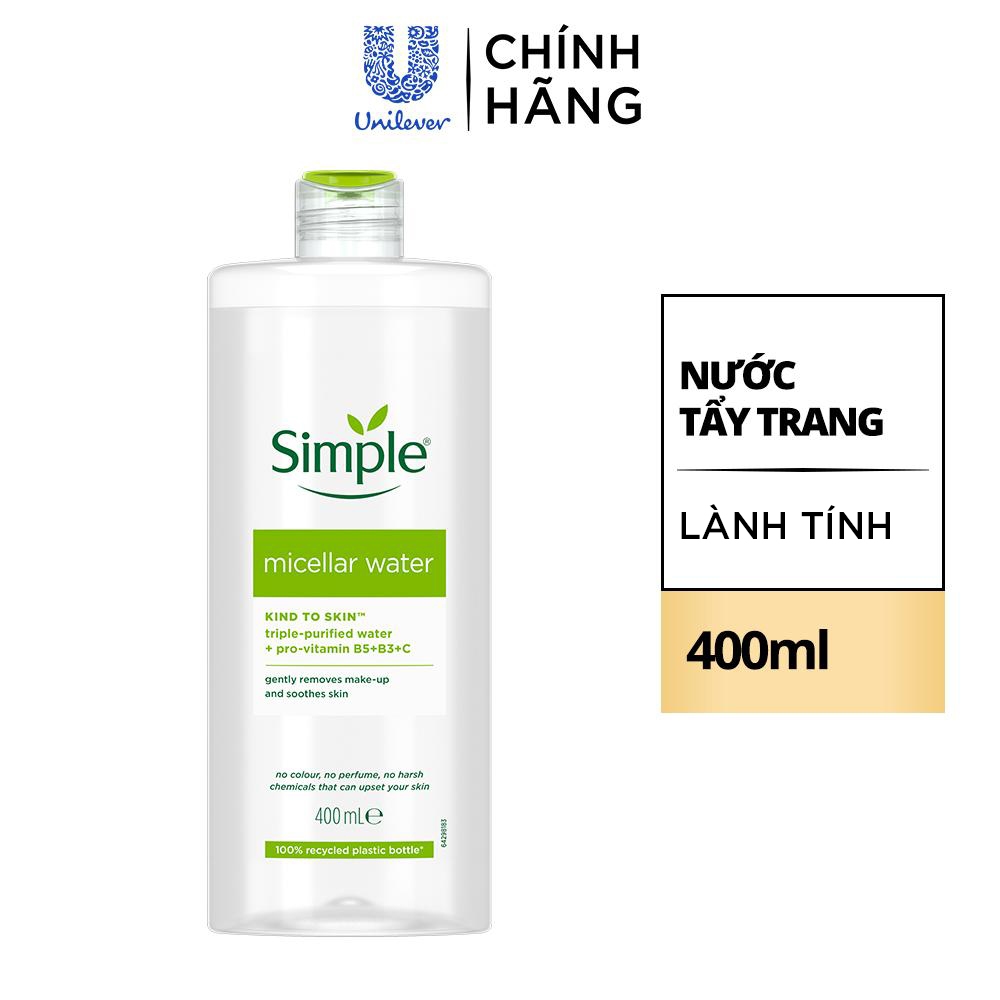 Unilever
CHÍNH
HÃNG
Simple®
micellar water
KIND TO SKIN™
triple-purified water
+ pro-vitamin B5+B3+C
gently removes make-up
and soothes skin
no colour, no perfume, no harsh
chemicals that can upset your skin
400 mL℮
64298183
100% recycled plastic bottle*
NƯỚC
TẨY TRANG
LÀNH TÍNH
400ml